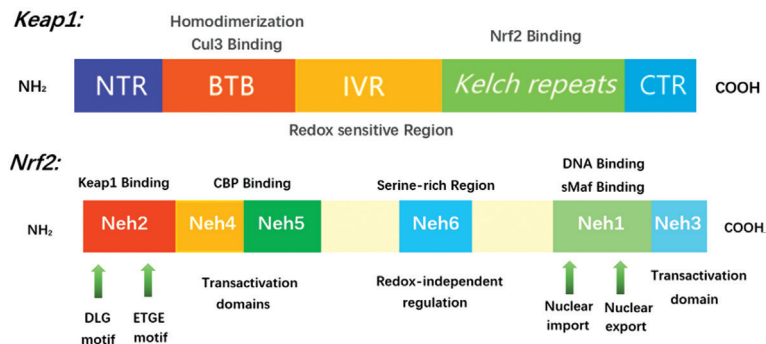 Keap1:
Homodimerization
Cul3 Binding
Nrf2 Binding
NH₂
NTR
BTB
IVR
Kelch repeats
CTR
COOH
Redox sensitive Region
Nrf2:
Keap1 Binding
CBP Binding
Serine-rich Region
DNA Binding
sMaf Binding
NH₂
Neh2
Neh4
Neh5
Neh6
Neh1
Neh3
COOH
Transactivation
domains
Redox-independent
regulation
Transactivation
domain
DLG
motif
ETGE
motif
Nuclear
import
Nuclear
export